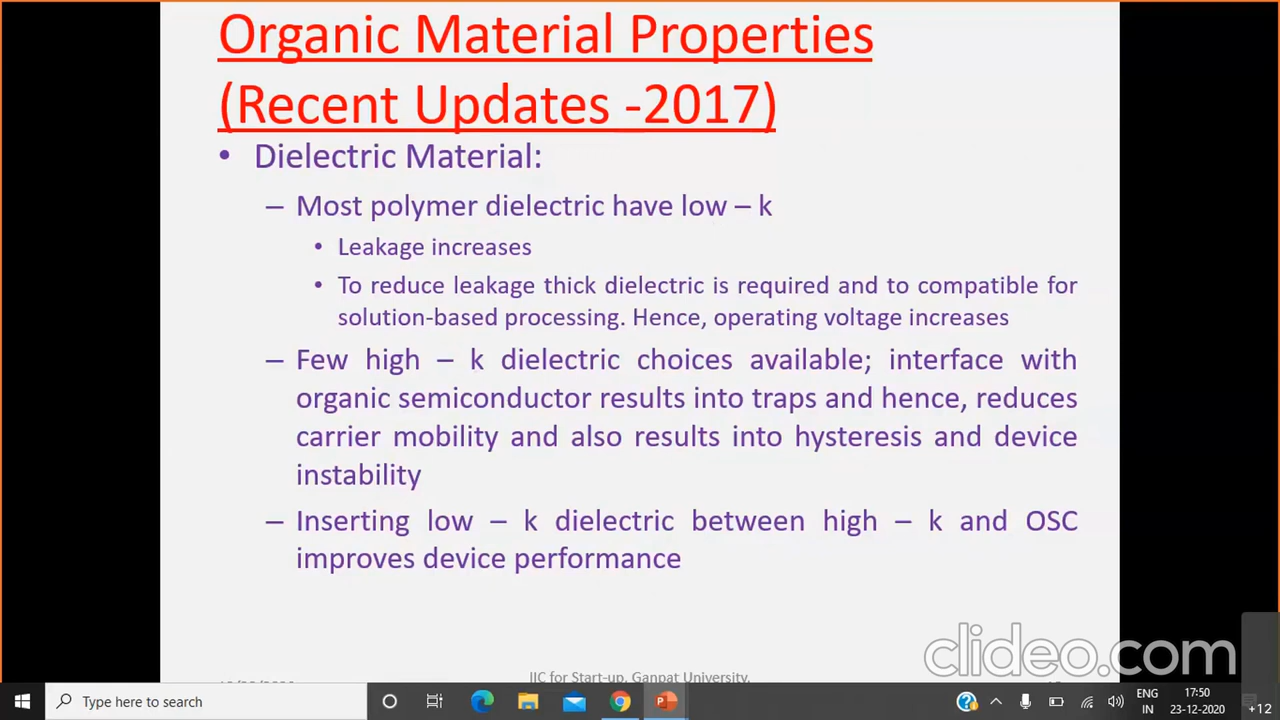 Organic Material Properties
(Recent Updates -2017)
• Dielectric Material:
– Most polymer dielectric have low – k
• Leakage increases
• To reduce leakage thick dielectric is required and to compatible for
solution-based processing. Hence, operating voltage increases
– Few high – k dielectric choices available; interface with
organic semiconductor results into traps and hence, reduces
carrier mobility and also results into hysteresis and device
instability
– Inserting low – k dielectric between high – k and OSC
improves device performance
clideo.com
IIC for Start-up, Ganpat University,
Type here to search
ENG
IN
17:50
23-12-2020
+12